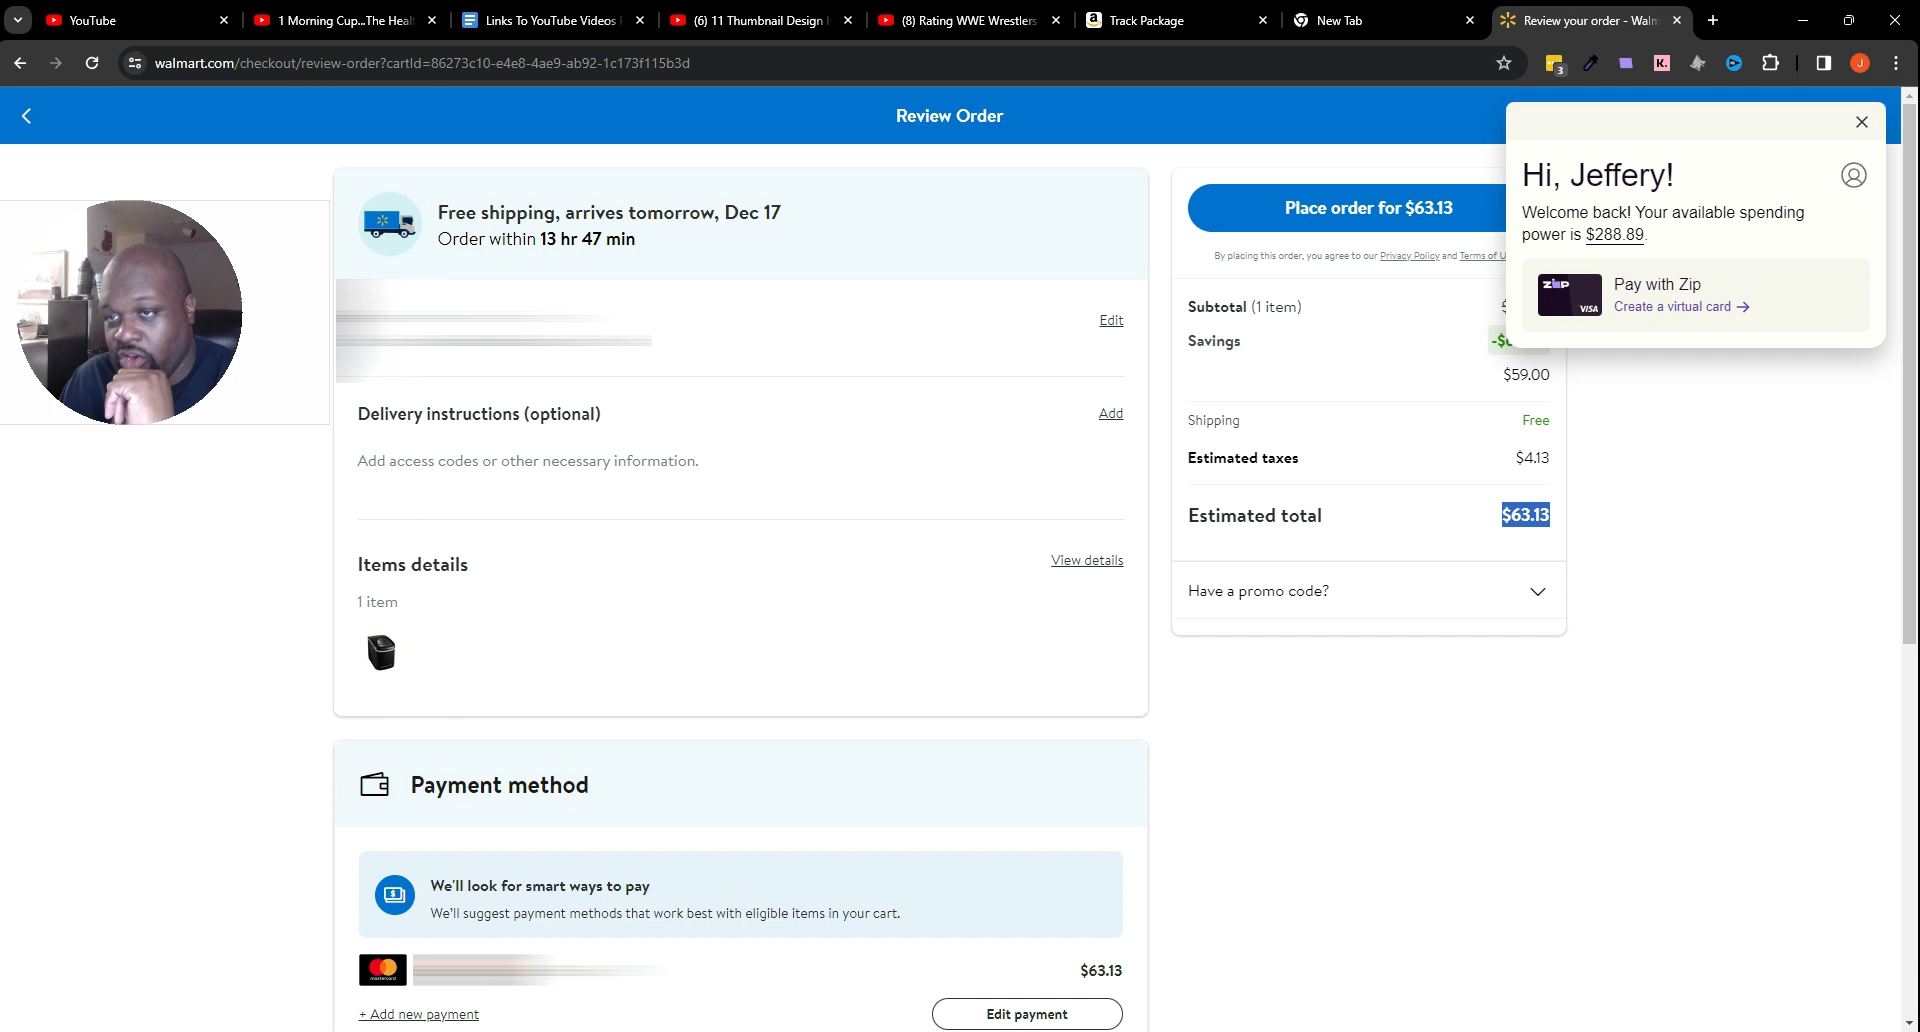 YouTube
1 Morning Cup...The Heal
Links To YouTube Videos
(6) 11 Thumbnail Design
(8) Rating WWE Wrestlers
Track Package
New Tab
Review your order - Walm
walmart.com/checkout/review-order?cartId=86273c10-e4e8-4ae9-ab92-1c173f115b3d
3
K.
J
Review Order
Free shipping, arrives tomorrow, Dec 17
Order within 13 hr 47 min
Edit
Delivery instructions (optional)
Add
Add access codes or other necessary information.
Items details
View details
1 item
Payment method
We'll look for smart ways to pay
We'll suggest payment methods that work best with eligible items in your cart.
mastercard
$63.13
+ Add new payment
Edit payment
Place order for $63.13
By placing this order, you agree to our Privacy Policy and Terms of U
Subtotal (1 item)
Savings
$59.00
Shipping
Free
Estimated taxes
$4.13
Estimated total
$63.13
Have a promo code?
Hi, Jeffery!
Welcome back! Your available spending
power is $288.89.
ZIP
VISA
Pay with Zip
Create a virtual card →